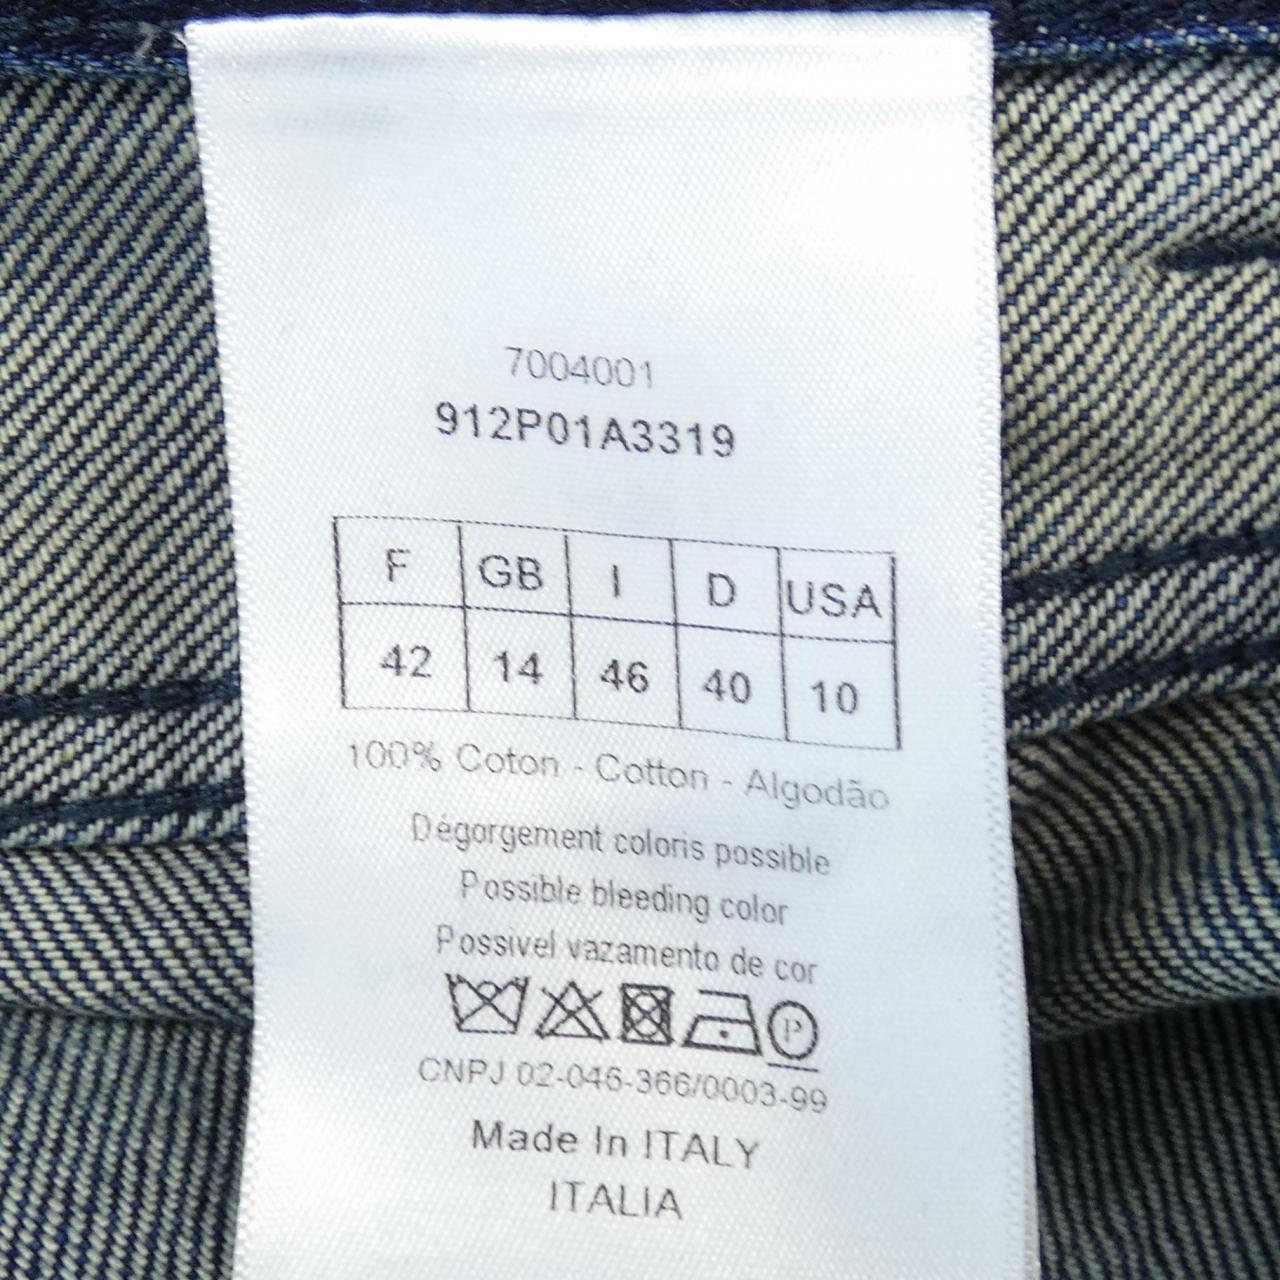 7004001
912P01A3319
F GB I D USA
42 14 46 40 10
100% Coton - Cotton - Algodão
Dégorgement coloris possible
Possible bleeding color
Possivel vazamento de cor
P
CNPJ 02-046-366/0003-99
Made In ITALY
ITALIA